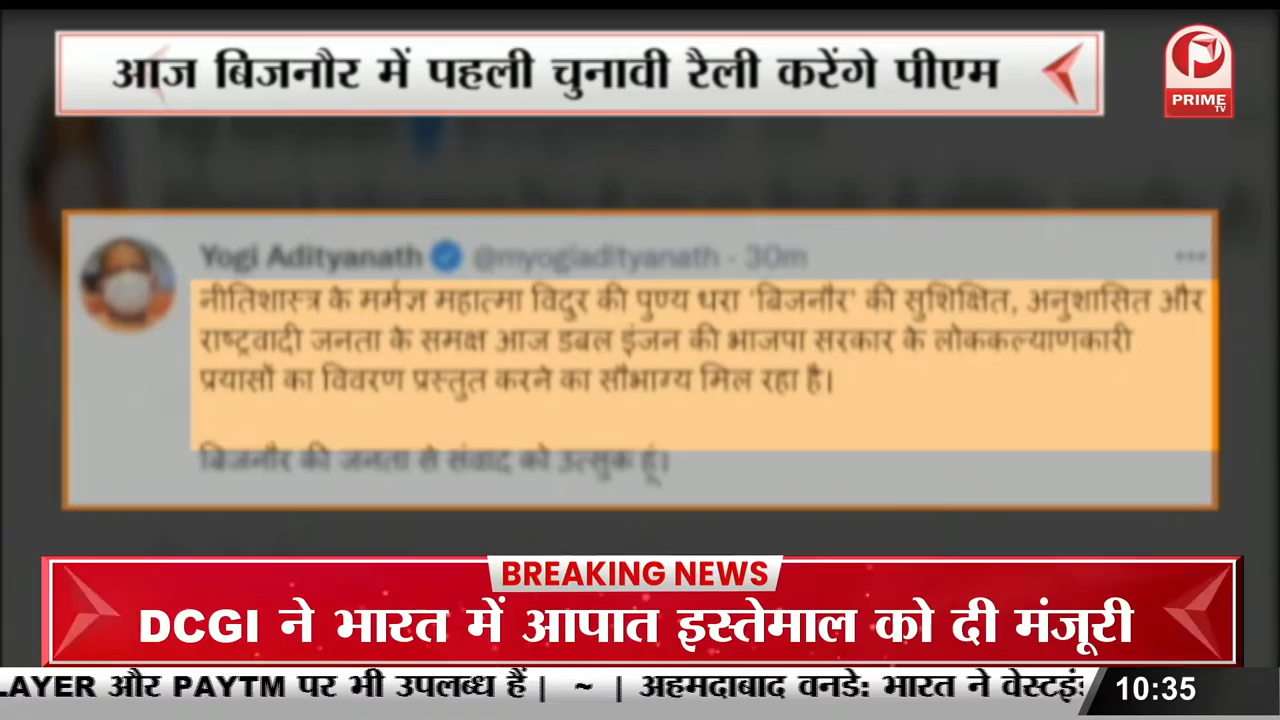 आज बिजनौर में पहली चुनावी रैली करेंगे पीएम
PRIME
TV
Yogi Adityanath @myogiadityanath · 30m
नीतिशास्त्र के मर्मज्ञ महात्मा विदुर की पुण्य धरा 'बिजनौर' की सुशिक्षित, अनुशासित और
राष्ट्रवादी जनता के समक्ष आज डबल इंजन की भाजपा सरकार के लोककल्याणकारी
प्रयासों का विवरण प्रस्तुत करने का सौभाग्य मिल रहा है।
बिजनौर की जनता से संवाद को उत्सुक हूं।
BREAKING NEWS
DCGI ने भारत में आपात इस्तेमाल को दी मंजूरी
LAYER और PAYTM पर भी उपलब्ध हैं | ~ | अहमदाबाद वनडे: भारत ने वेस्टइं
10:35